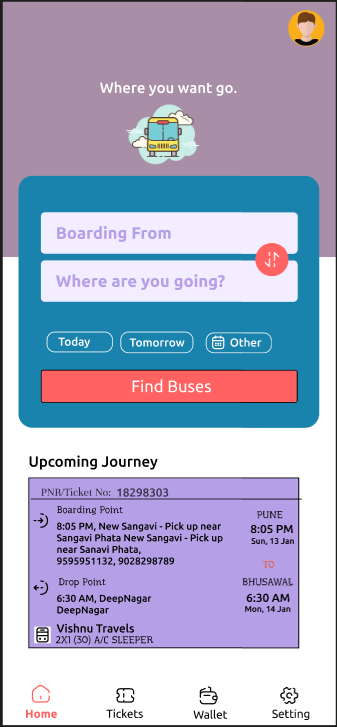 Where you want go.
Boarding From
Where are you going?
Today
Tomorrow
Other
Find Buses
Upcoming Journey
PNR/Ticket No: 18298303
Boarding Point
8:05 PM, New Sangavi - Pick up near
Sangavi Phata New Sangavi - Pick up
near Sanavi Phata,
9595951132, 9028298789
PUNE
8:05 PM
Sun, 13 Jan
TO
Drop Point
6:30 AM, DeepNagar
DeepNagar
BHUSAWAL
6:30 AM
Mon, 14 Jan
Vishnu Travels
2X1 (30) A/C SLEEPER
Home
Tickets
Wallet
Setting